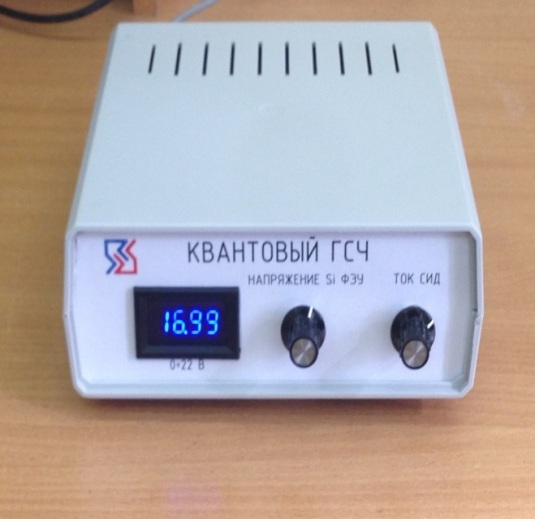 КВАНТОВЫЙ ГСЧ
НАПРЯЖЕНИЕ Si ФЭУ
ТОК СИД
16.99
0÷22 В